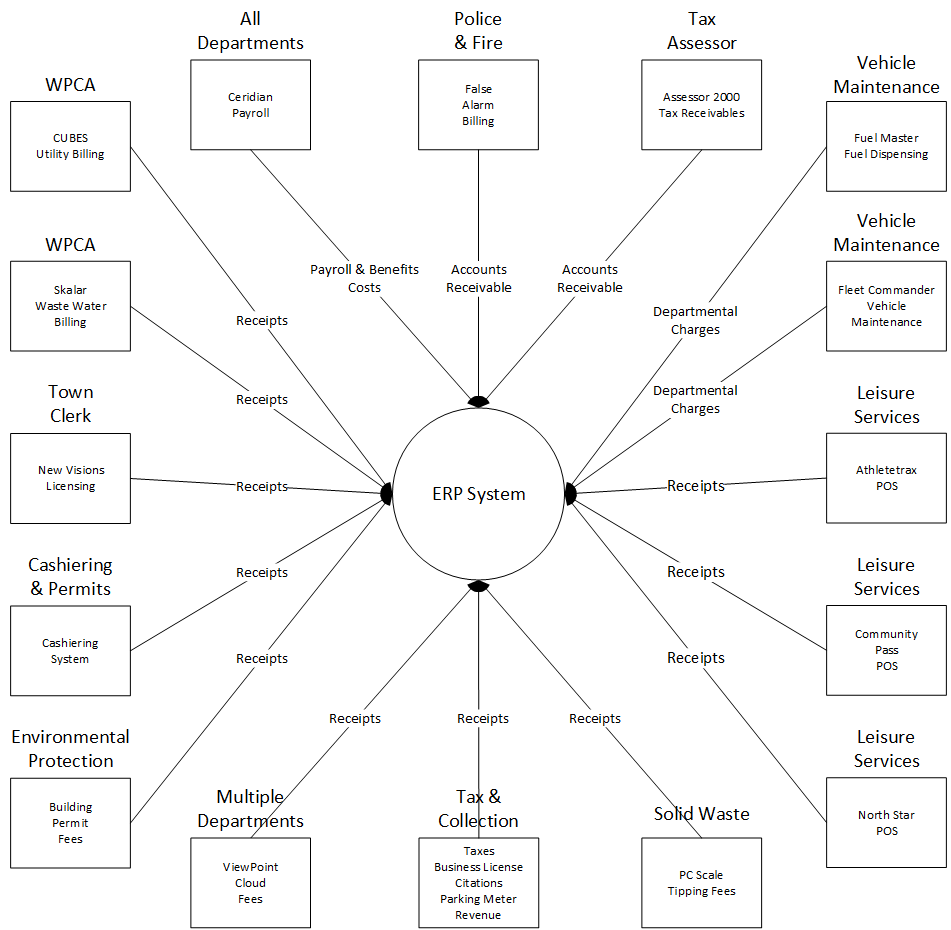 All
Departments
Ceridian
Payroll
Police
& Fire
False
Alarm
Billing
Tax
Assessor
Assessor 2000
Tax Receivables
WPCA
CUBES
Utility Billing
Vehicle
Maintenance
Fuel Master
Fuel Dispensing
WPCA
Skalar
Waste Water
Billing
Vehicle
Maintenance
Fleet Commander
Vehicle
Maintenance
Payroll & Benefits
Costs
Accounts
Receivable
Accounts
Receivable
Receipts
Departmental
Charges
Receipts
Departmental
Charges
Town
Clerk
New Visions
Licensing
Receipts
ERP System
Receipts
Leisure
Services
Athletetrax
POS
Cashiering
& Permits
Cashiering
System
Receipts
Receipts
Leisure
Services
Community
Pass
POS
Receipts
Receipts
Environmental
Protection
Building
Permit
Fees
Receipts
Receipts
Receipts
Leisure
Services
North Star
POS
Multiple
Departments
ViewPoint
Cloud
Fees
Tax &
Collection
Taxes
Business License
Citations
Parking Meter
Revenue
Solid Waste
PC Scale
Tipping Fees